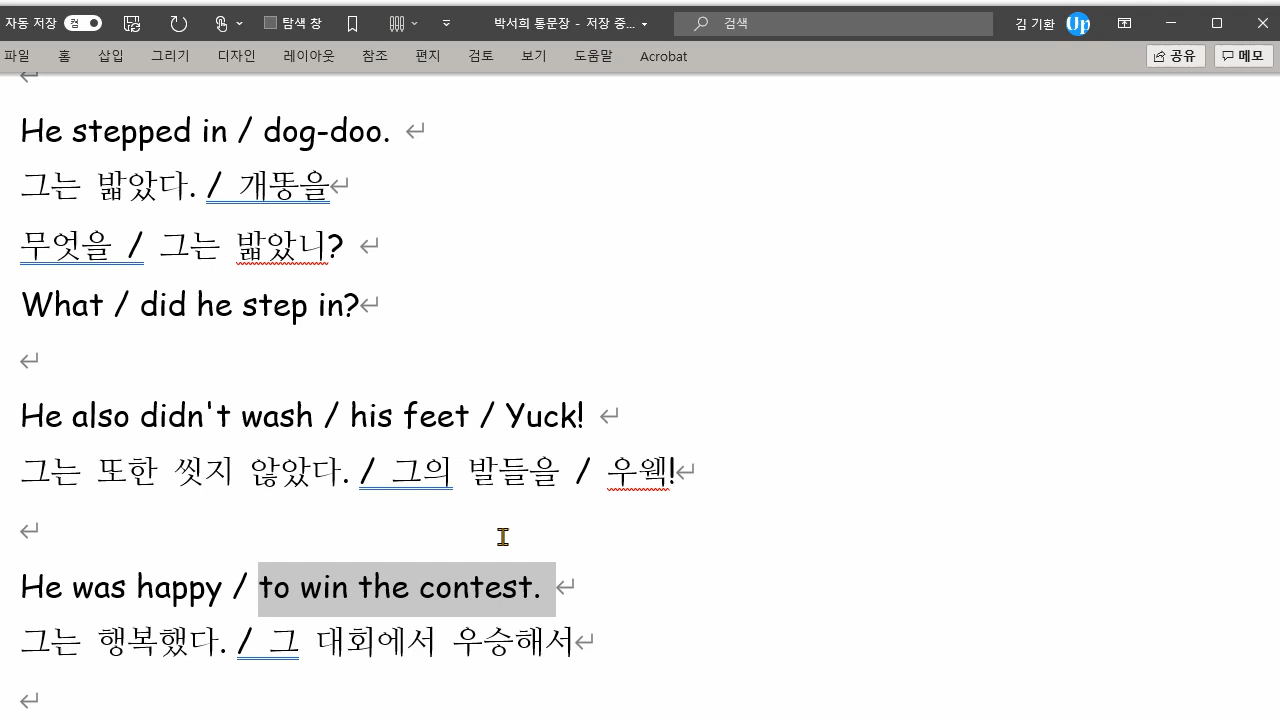 자동 저장 컴 탐색 창 박서희 통문장 - 저장 중... 검색 김 기환 Up
파일 홈 삽입 그리기 디자인 레이아웃 참조 편지 검토 보기 도움말 Acrobat 공유 메모
He stepped in / dog-doo.
그는 밟았다. / 개똥을
무엇을 / 그는 밟았니?
What / did he step in?
He also didn't wash / his feet / Yuck!
그는 또한 씻지 않았다. / 그의 발들을 / 우웩!
He was happy / to win the contest.
그는 행복했다. / 그 대회에서 우승해서